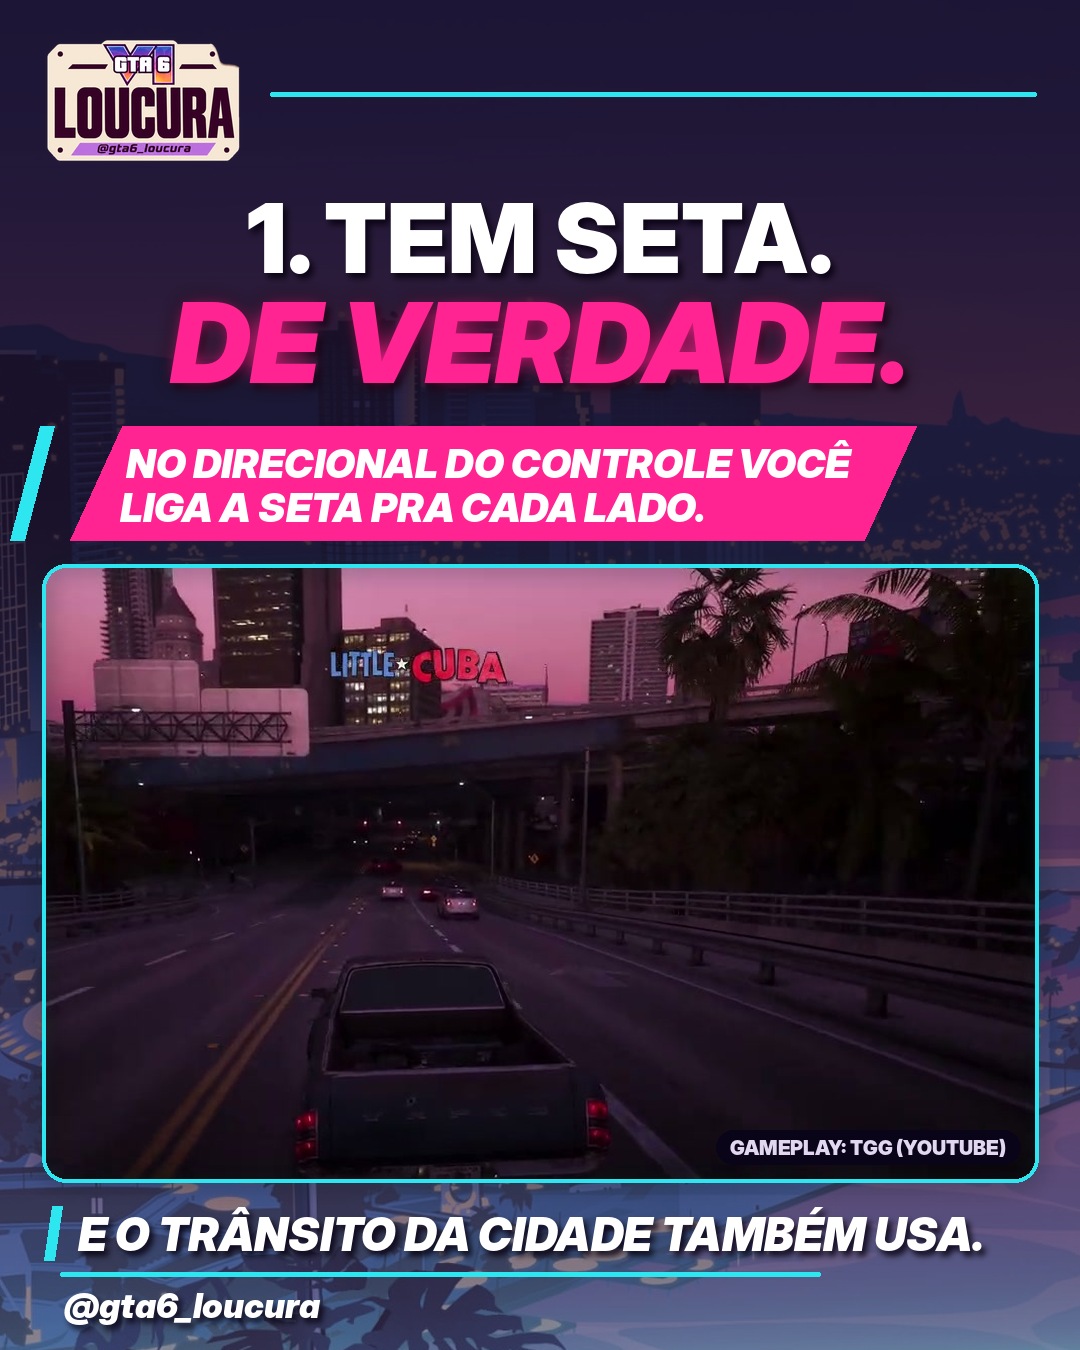 GTA 6
LOUCURA
@gta6_loucura
1. TEM SETA.
DE VERDADE.
NO DIRECIONAL DO CONTROLE VOCÊ
LIGA A SETA PRA CADA LADO.
LITTLE CUBA
GAMEPLAY: TGG (YOUTUBE)
E O TRÂNSITO DA CIDADE TAMBÉM USA.
@gta6_loucura